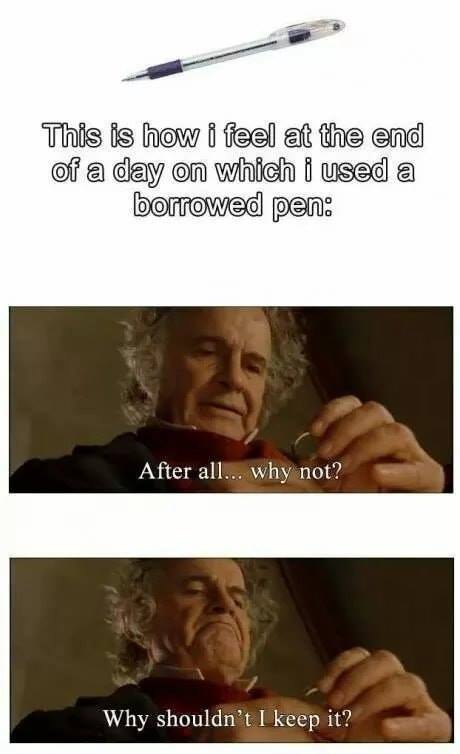 This is how i feel at the end
of a day on which i used a
borrowed pen:
After all... why not?
Why shouldn't I keep it?